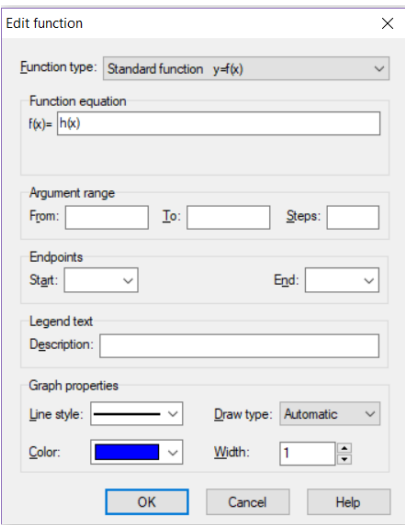 Edit function
Function type: Standard function y=f(x)
Function equation
f(x)= h(x)
Argument range
From: To: Steps:
Endpoints
Start: End:
Legend text
Description:
Graph properties
Line style: Draw type: Automatic
Color: Width: 1
OK Cancel Help